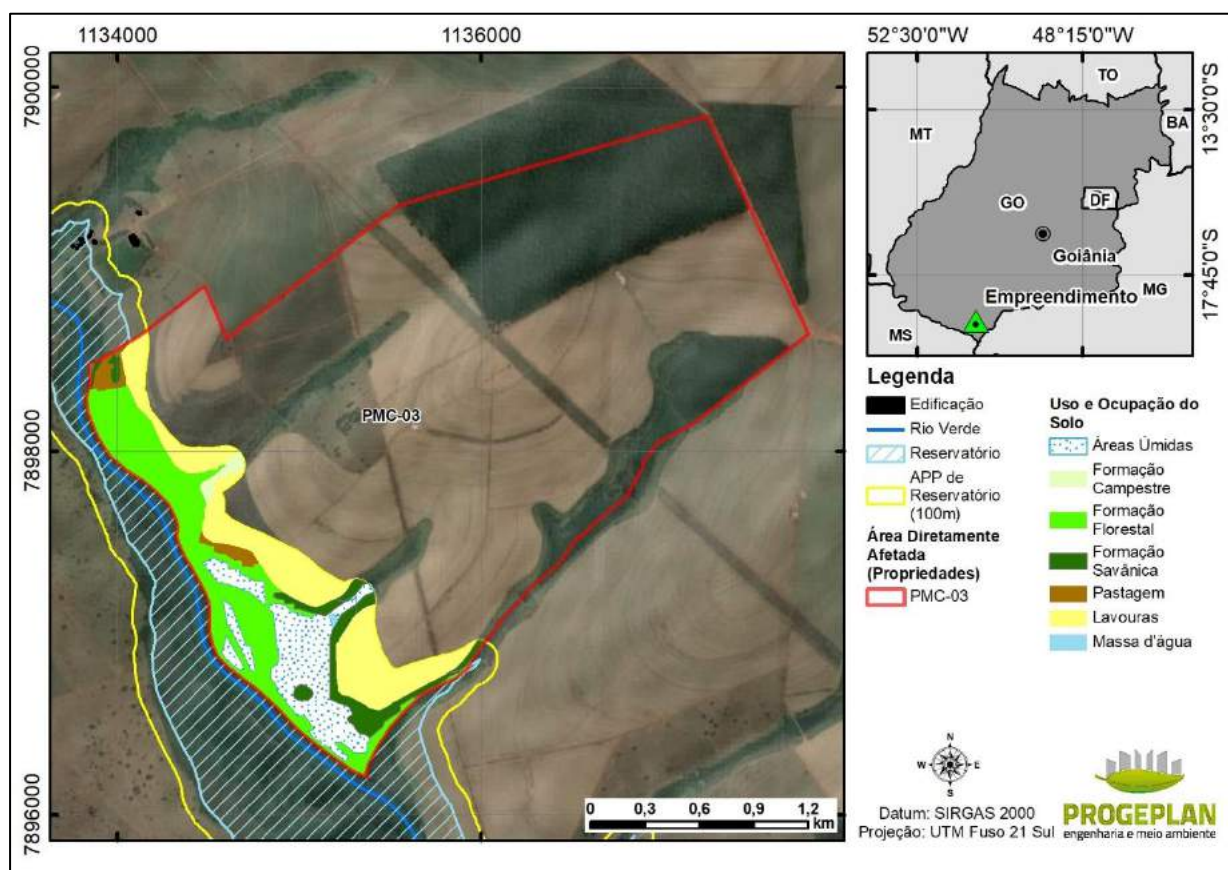 1134000
1136000
7900000
7898000
7896000
PMC-03
0 0,3 0,6 0,9 1,2
km
52°30'0"W
48°15'0"W
13°30'0"S
17°45'0"S
TO
BA
MT
GO
DF
Goiânia
MG
Empreendimento
MS
Legenda
Edificação
Rio Verde
Reservatório
APP de
Reservatório
(100m)
Área Diretamente
Afetada
(Propriedades)
PMC-03
Uso e Ocupação do
Solo
Áreas Úmidas
Formação
Campestre
Formação
Florestal
Formação
Savânica
Pastagem
Lavouras
Massa d'água
N
W E
S
Datum: SIRGAS 2000
Projeção: UTM Fuso 21 Sul
PROGEPLAN
engenharia e meio ambiente